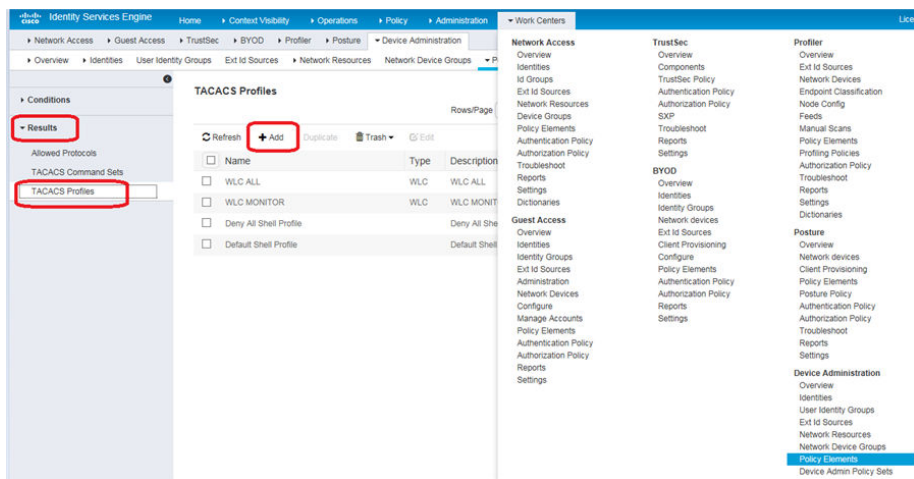 cisco Identity Services Engine
Home
Context Visibility
Operations
Policy
Administration
Work Centers
Network Access
Guest Access
TrustSec
BYOD
Profiler
Posture
Device Administration
Overview
Identities
User Identity Groups
Ext Id Sources
Network Resources
Network Device Groups
Conditions
Results
Allowed Protocols
TACACS Command Sets
TACACS Profiles
TACACS Profiles
Rows/Page
Refresh
Add
Duplicate
Trash
Edit
Name Type Description
WLC ALL WLC WLC ALL
WLC MONITOR WLC
Deny All Shell Profile
Default Shell Profile
Network Access
Overview
Identities
Id Groups
Ext Id Sources
Network Resources
Device Groups
Policy Elements
Authentication Policy
Authorization Policy
Troubleshoot
Reports
Settings
Dictionaries
Guest Access
Overview
Identities
Identity Groups
Ext Id Sources
Administration
Network Devices
Configure
Manage Accounts
Policy Elements
Authentication Policy
Authorization Policy
Reports
Settings
TrustSec
Overview
Components
TrustSec Policy
Authentication Policy
Authorization Policy
SXP
Troubleshoot
Reports
Settings
BYOD
Overview
Identities
Identity Groups
Network devices
Ext Id Sources
Client Provisioning
Configure
Policy Elements
Authentication Policy
Authorization Policy
Reports
Settings
Profiler
Overview
Ext Id Sources
Network Devices
Endpoint Classification
Node Config
Feeds
Manual Scans
Policy Elements
Profiling Policies
Authorization Policy
Troubleshoot
Reports
Settings
Dictionaries
Posture
Overview
Network devices
Client Provisioning
Policy Elements
Posture Policy
Authentication Policy
Authorization Policy
Troubleshoot
Reports
Settings
Device Administration
Overview
Identities
User Identity Groups
Ext Id Sources
Network Resources
Network Device Groups
Policy Elements
Device Admin Policy Sets